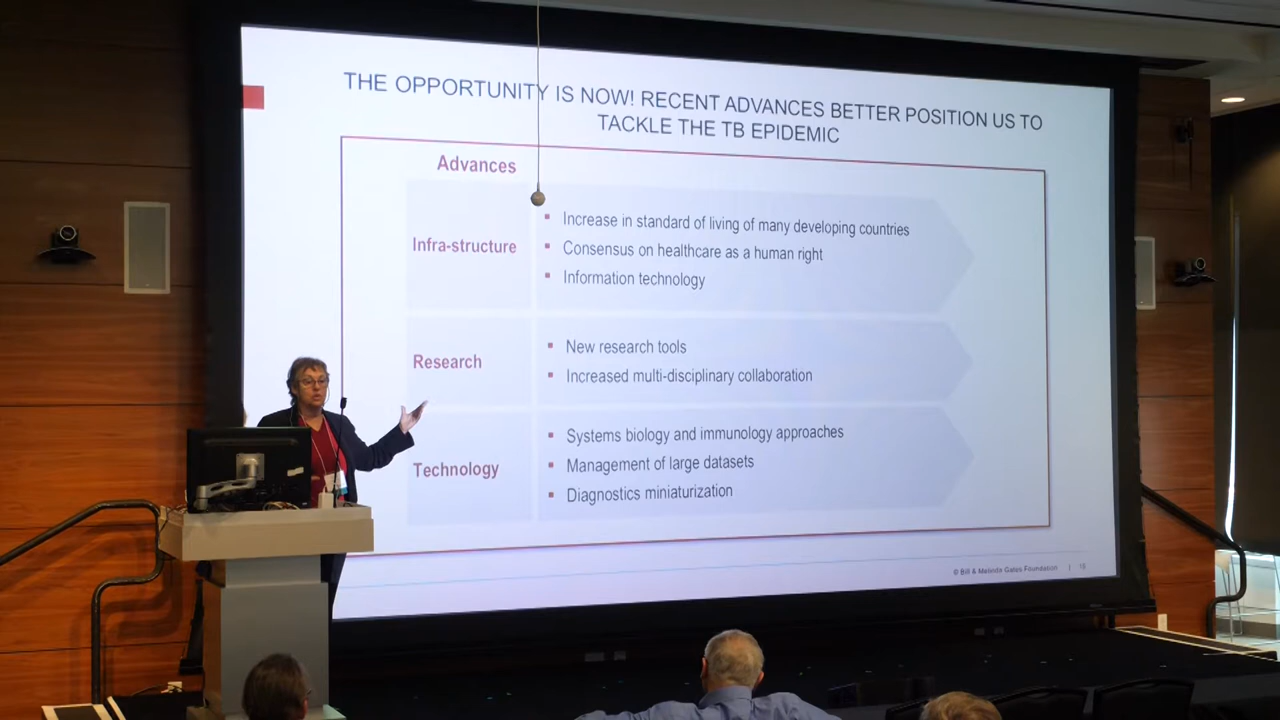 THE OPPORTUNITY IS NOW! RECENT ADVANCES BETTER POSITION US TO
TACKLE THE TB EPIDEMIC
Advances
Infra-structure
▪ Increase in standard of living of many developing countries
▪ Consensus on healthcare as a human right
▪ Information technology
Research
▪ New research tools
▪ Increased multi-disciplinary collaboration
Technology
▪ Systems biology and immunology approaches
▪ Management of large datasets
▪ Diagnostics miniaturization
© Bill & Melinda Gates Foundation |